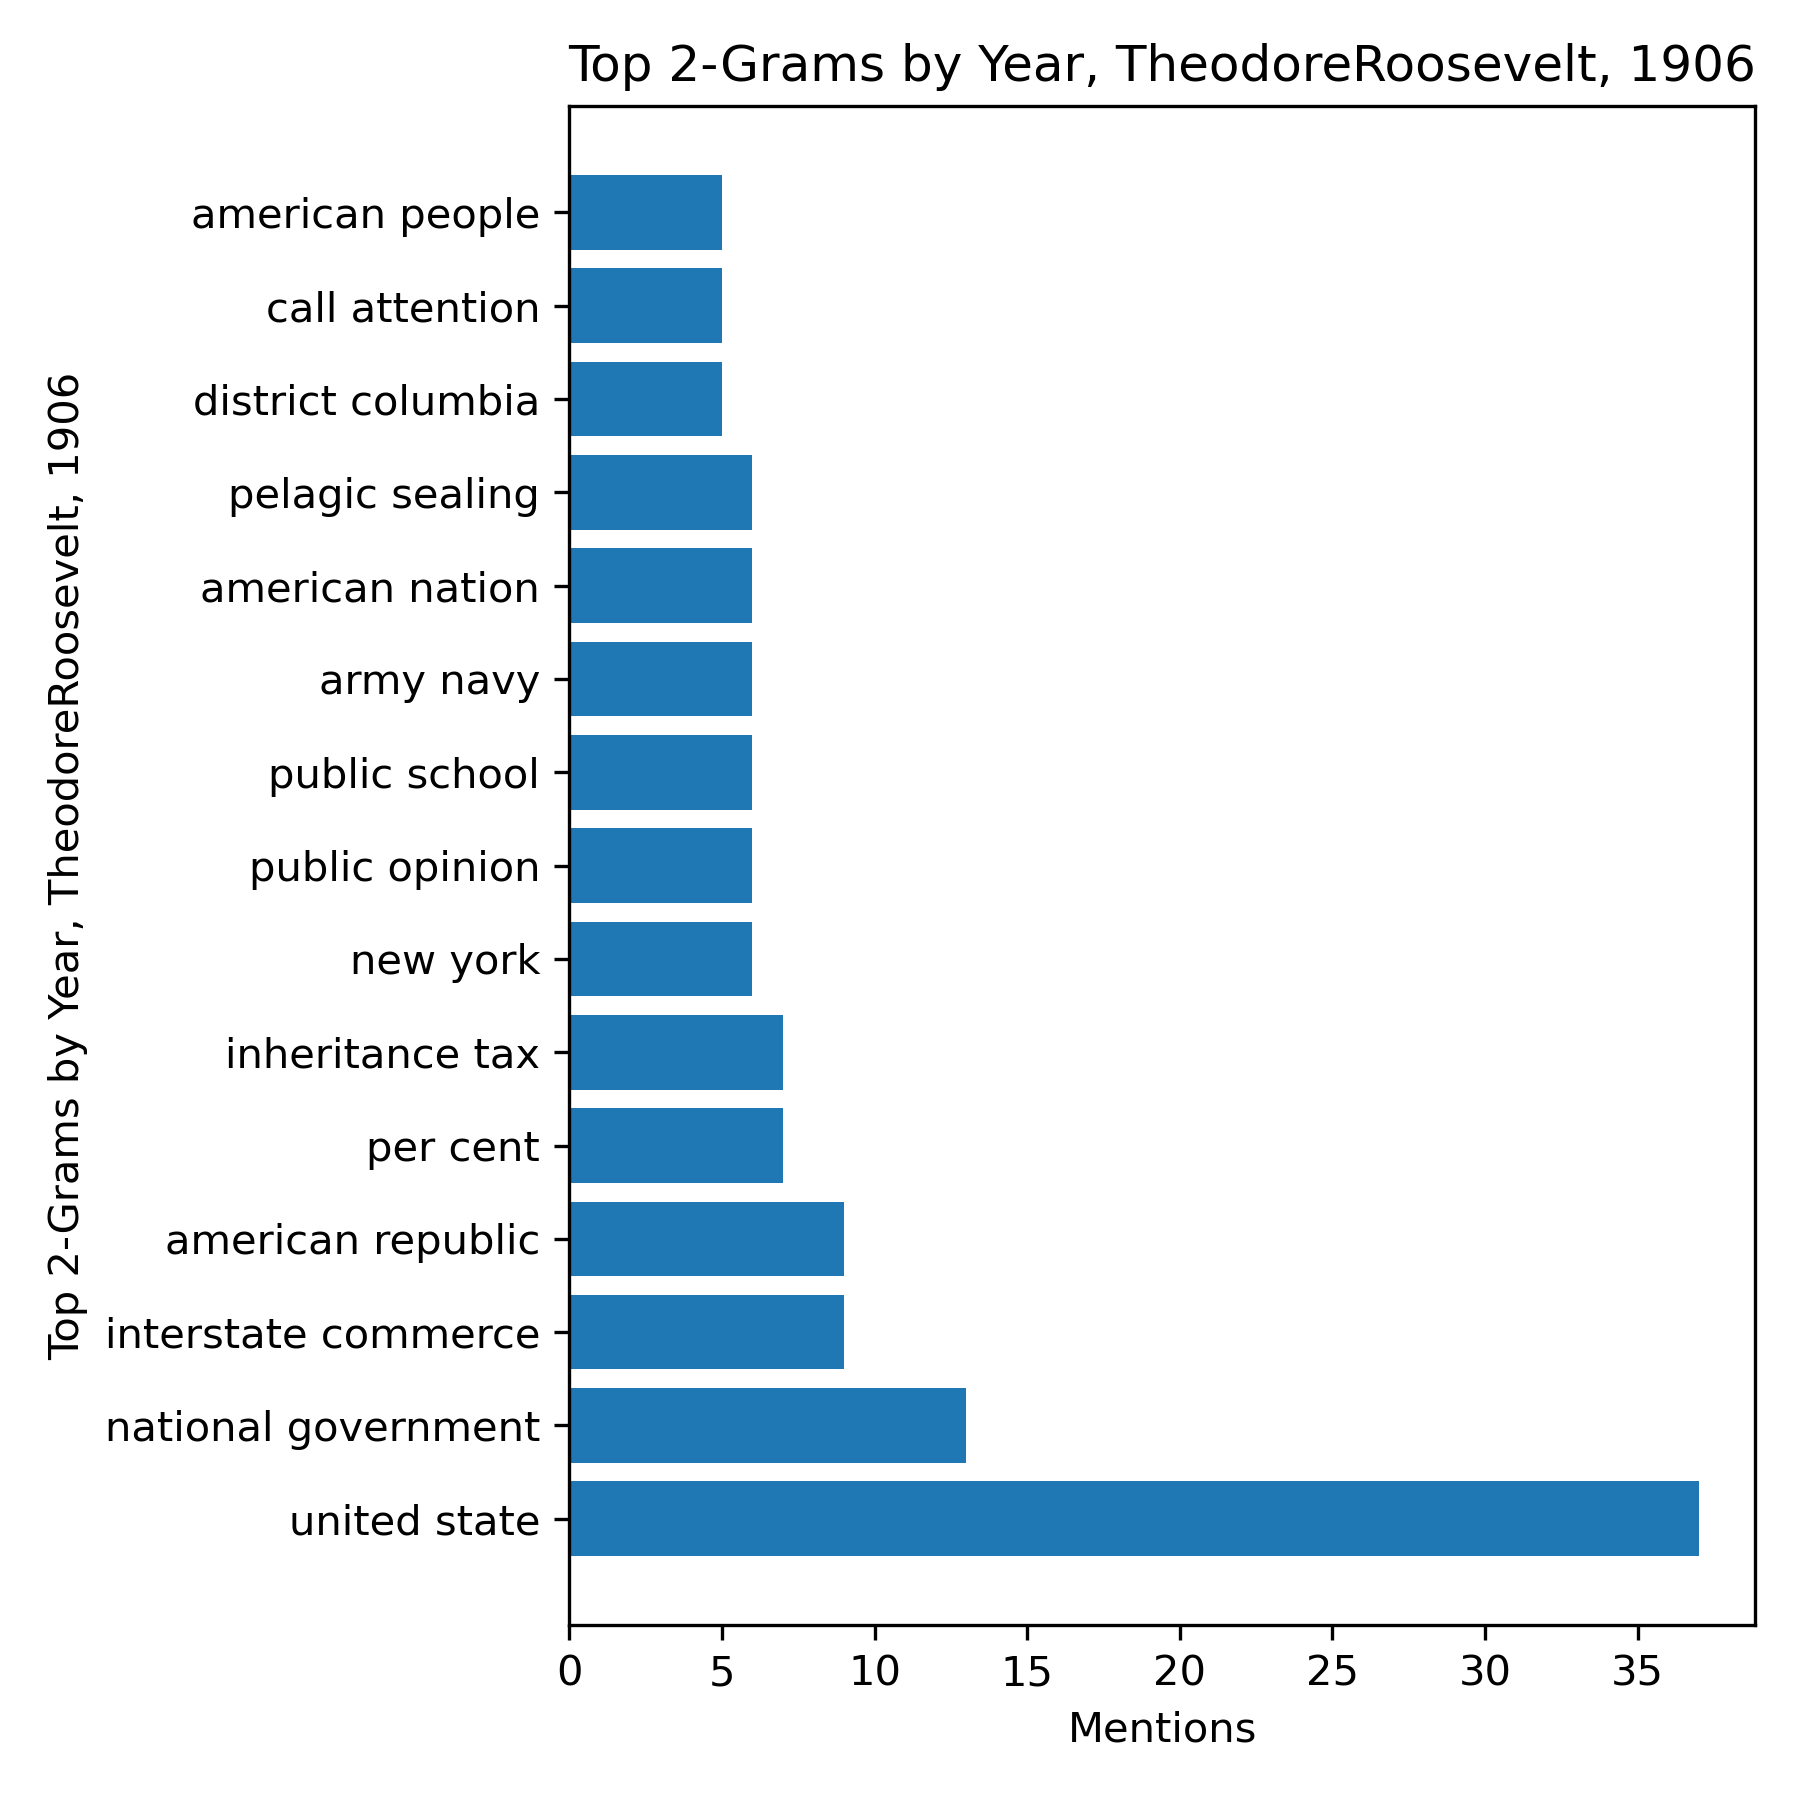 Top 2-Grams by Year, TheodoreRoosevelt, 1906
Top 2-Grams by Year, TheodoreRoosevelt, 1906
american people
call attention
district columbia
pelagic sealing
american nation
army navy
public school
public opinion
new york
inheritance tax
per cent
american republic
interstate commerce
national government
united state
0 5 10 15 20 25 30 35
Mentions